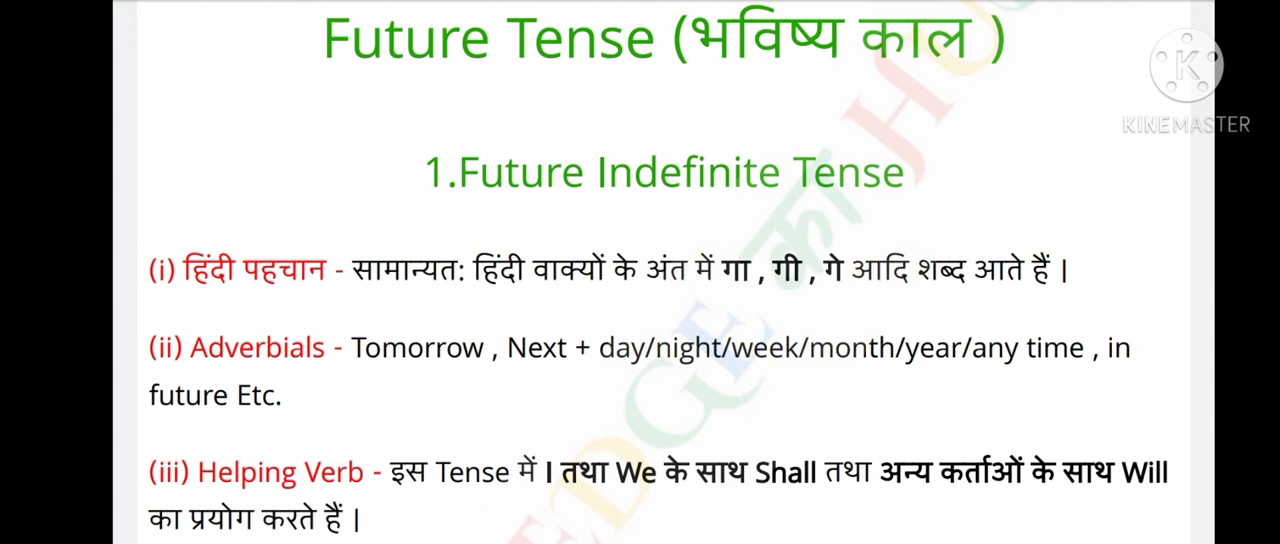 Future Tense (भविष्य काल )
KINEMASTER
1.Future Indefinite Tense
(i) हिंदी पहचान - सामान्यत: हिंदी वाक्यों के अंत में गा , गी , गे आदि शब्द आते हैं |
(ii) Adverbials - Tomorrow , Next + day/night/week/month/year/any time , in
future Etc.
(iii) Helping Verb - इस Tense में I तथा We के साथ Shall तथा अन्य कर्ताओं के साथ Will
का प्रयोग करते हैं |